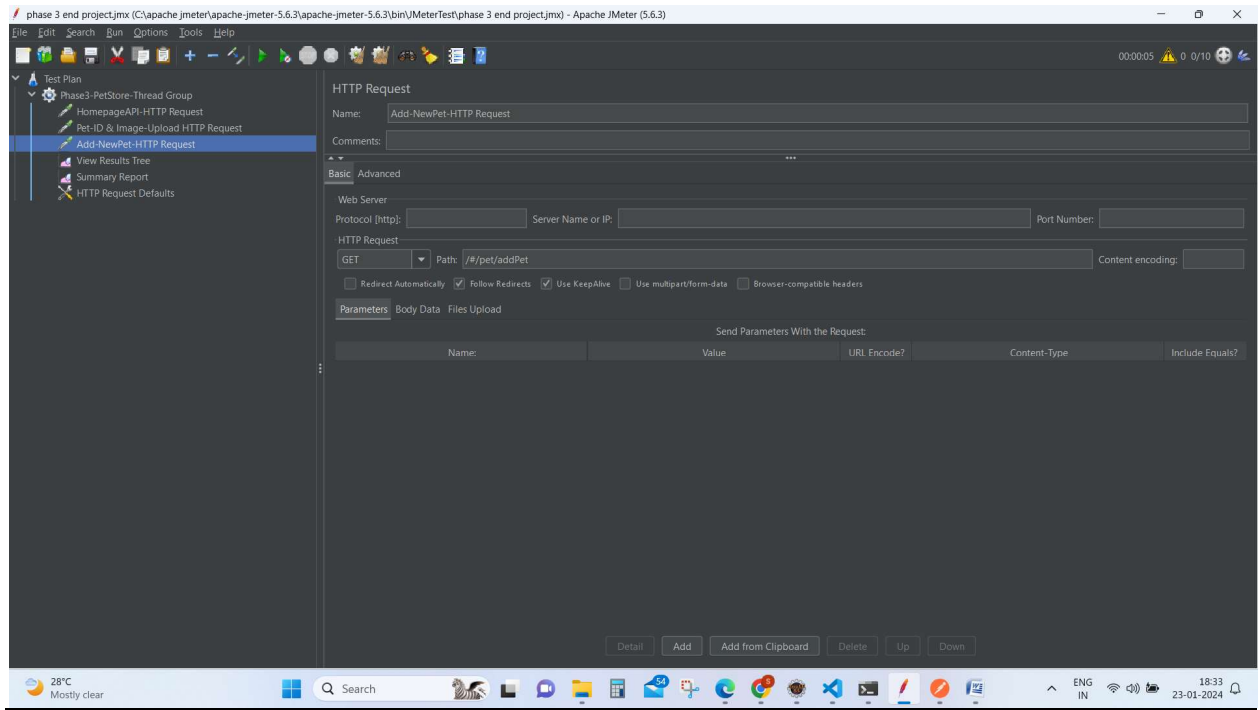 phase 3 end project.jmx (C:\apache jmeter\apache-jmeter-5.6.3\apache-jmeter-5.6.3\bin\JMeterTest\phase 3 end project.jmx) - Apache JMeter (5.6.3)
File Edit Search Run Options Tools Help
00:00:05 0 0/10
Test Plan
Phase3-PetStore-Thread Group
HomepageAPI-HTTP Request
Pet-ID & Image-Upload HTTP Request
Add-NewPet-HTTP Request
View Results Tree
Summary Report
HTTP Request Defaults
HTTP Request
Name: Add-NewPet-HTTP Request
Comments:
Basic Advanced
Web Server
Protocol [http]: Server Name or IP: Port Number:
HTTP Request
GET Path: /#/pet/addPet Content encoding:
Redirect Automatically Follow Redirects Use KeepAlive Use multipart/form-data Browser-compatible headers
Parameters Body Data Files Upload
Send Parameters With the Request:
Name: Value URL Encode? Content-Type Include Equals?
Detail Add Add from Clipboard Delete Up Down
28°C
Mostly clear
Search
54
ENG
IN
18:33
23-01-2024